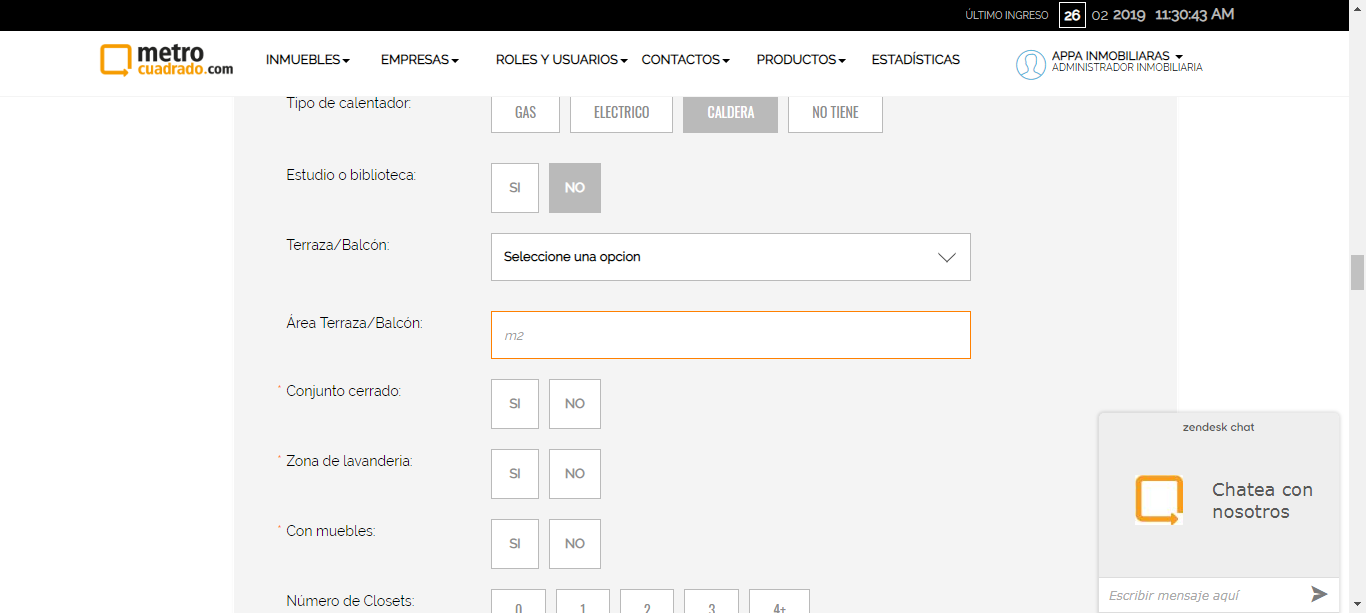 ÚLTIMO INGRESO 26 02 2019 11:30:43 AM
metro
cuadrado.com
INMUEBLES EMPRESAS ROLES Y USUARIOS CONTACTOS PRODUCTOS ESTADÍSTICAS
APPA INMOBILIARAS
ADMINISTRADOR INMOBILIARIA
Tipo de calentador: GAS ELECTRICO CALDERA NO TIENE
Estudio o biblioteca: SI NO
Terraza/Balcón: Seleccione una opcion
Área Terraza/Balcón: m2
* Conjunto cerrado: SI NO
* Zona de lavanderia: SI NO
* Con muebles: SI NO
Número de Closets: 0 1 2 3 4+
zendesk chat
Chatea con
nosotros
Escribir mensaje aquí